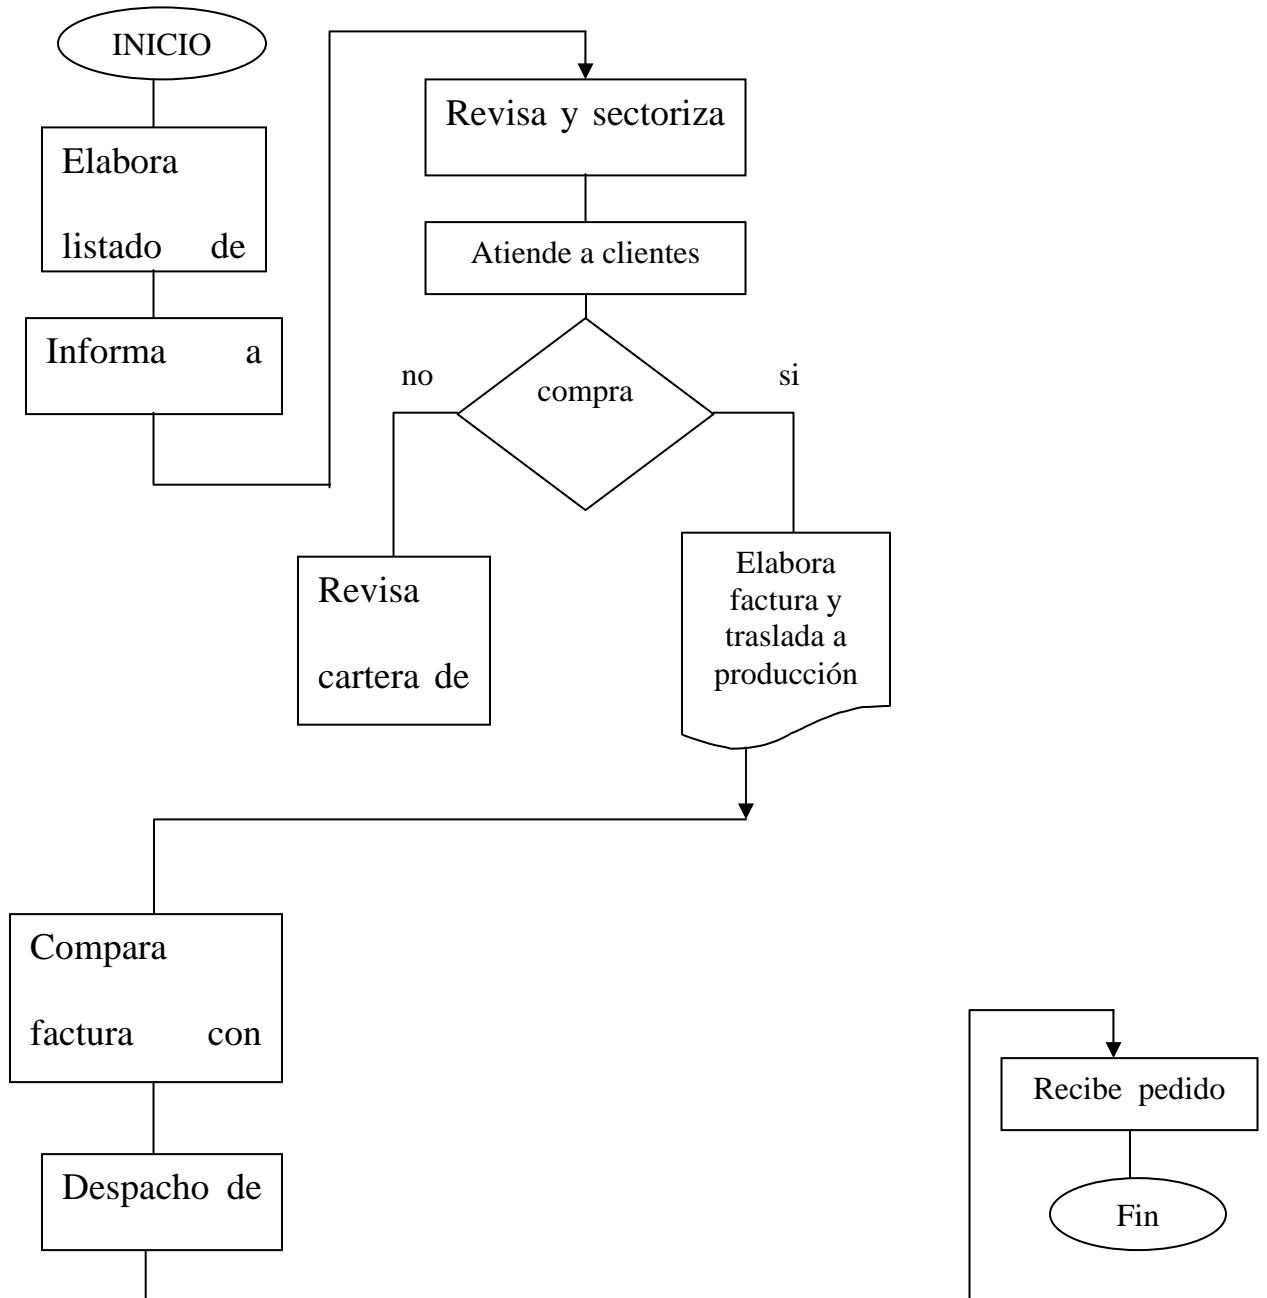 INICIO
Elabora
listado de
Informa a
Revisa y sectoriza
Atiende a clientes
no
compra
si
Revisa
cartera de
Elabora
factura y
traslada a
producción
Compara
factura con
Despacho de
Recibe pedido
Fin